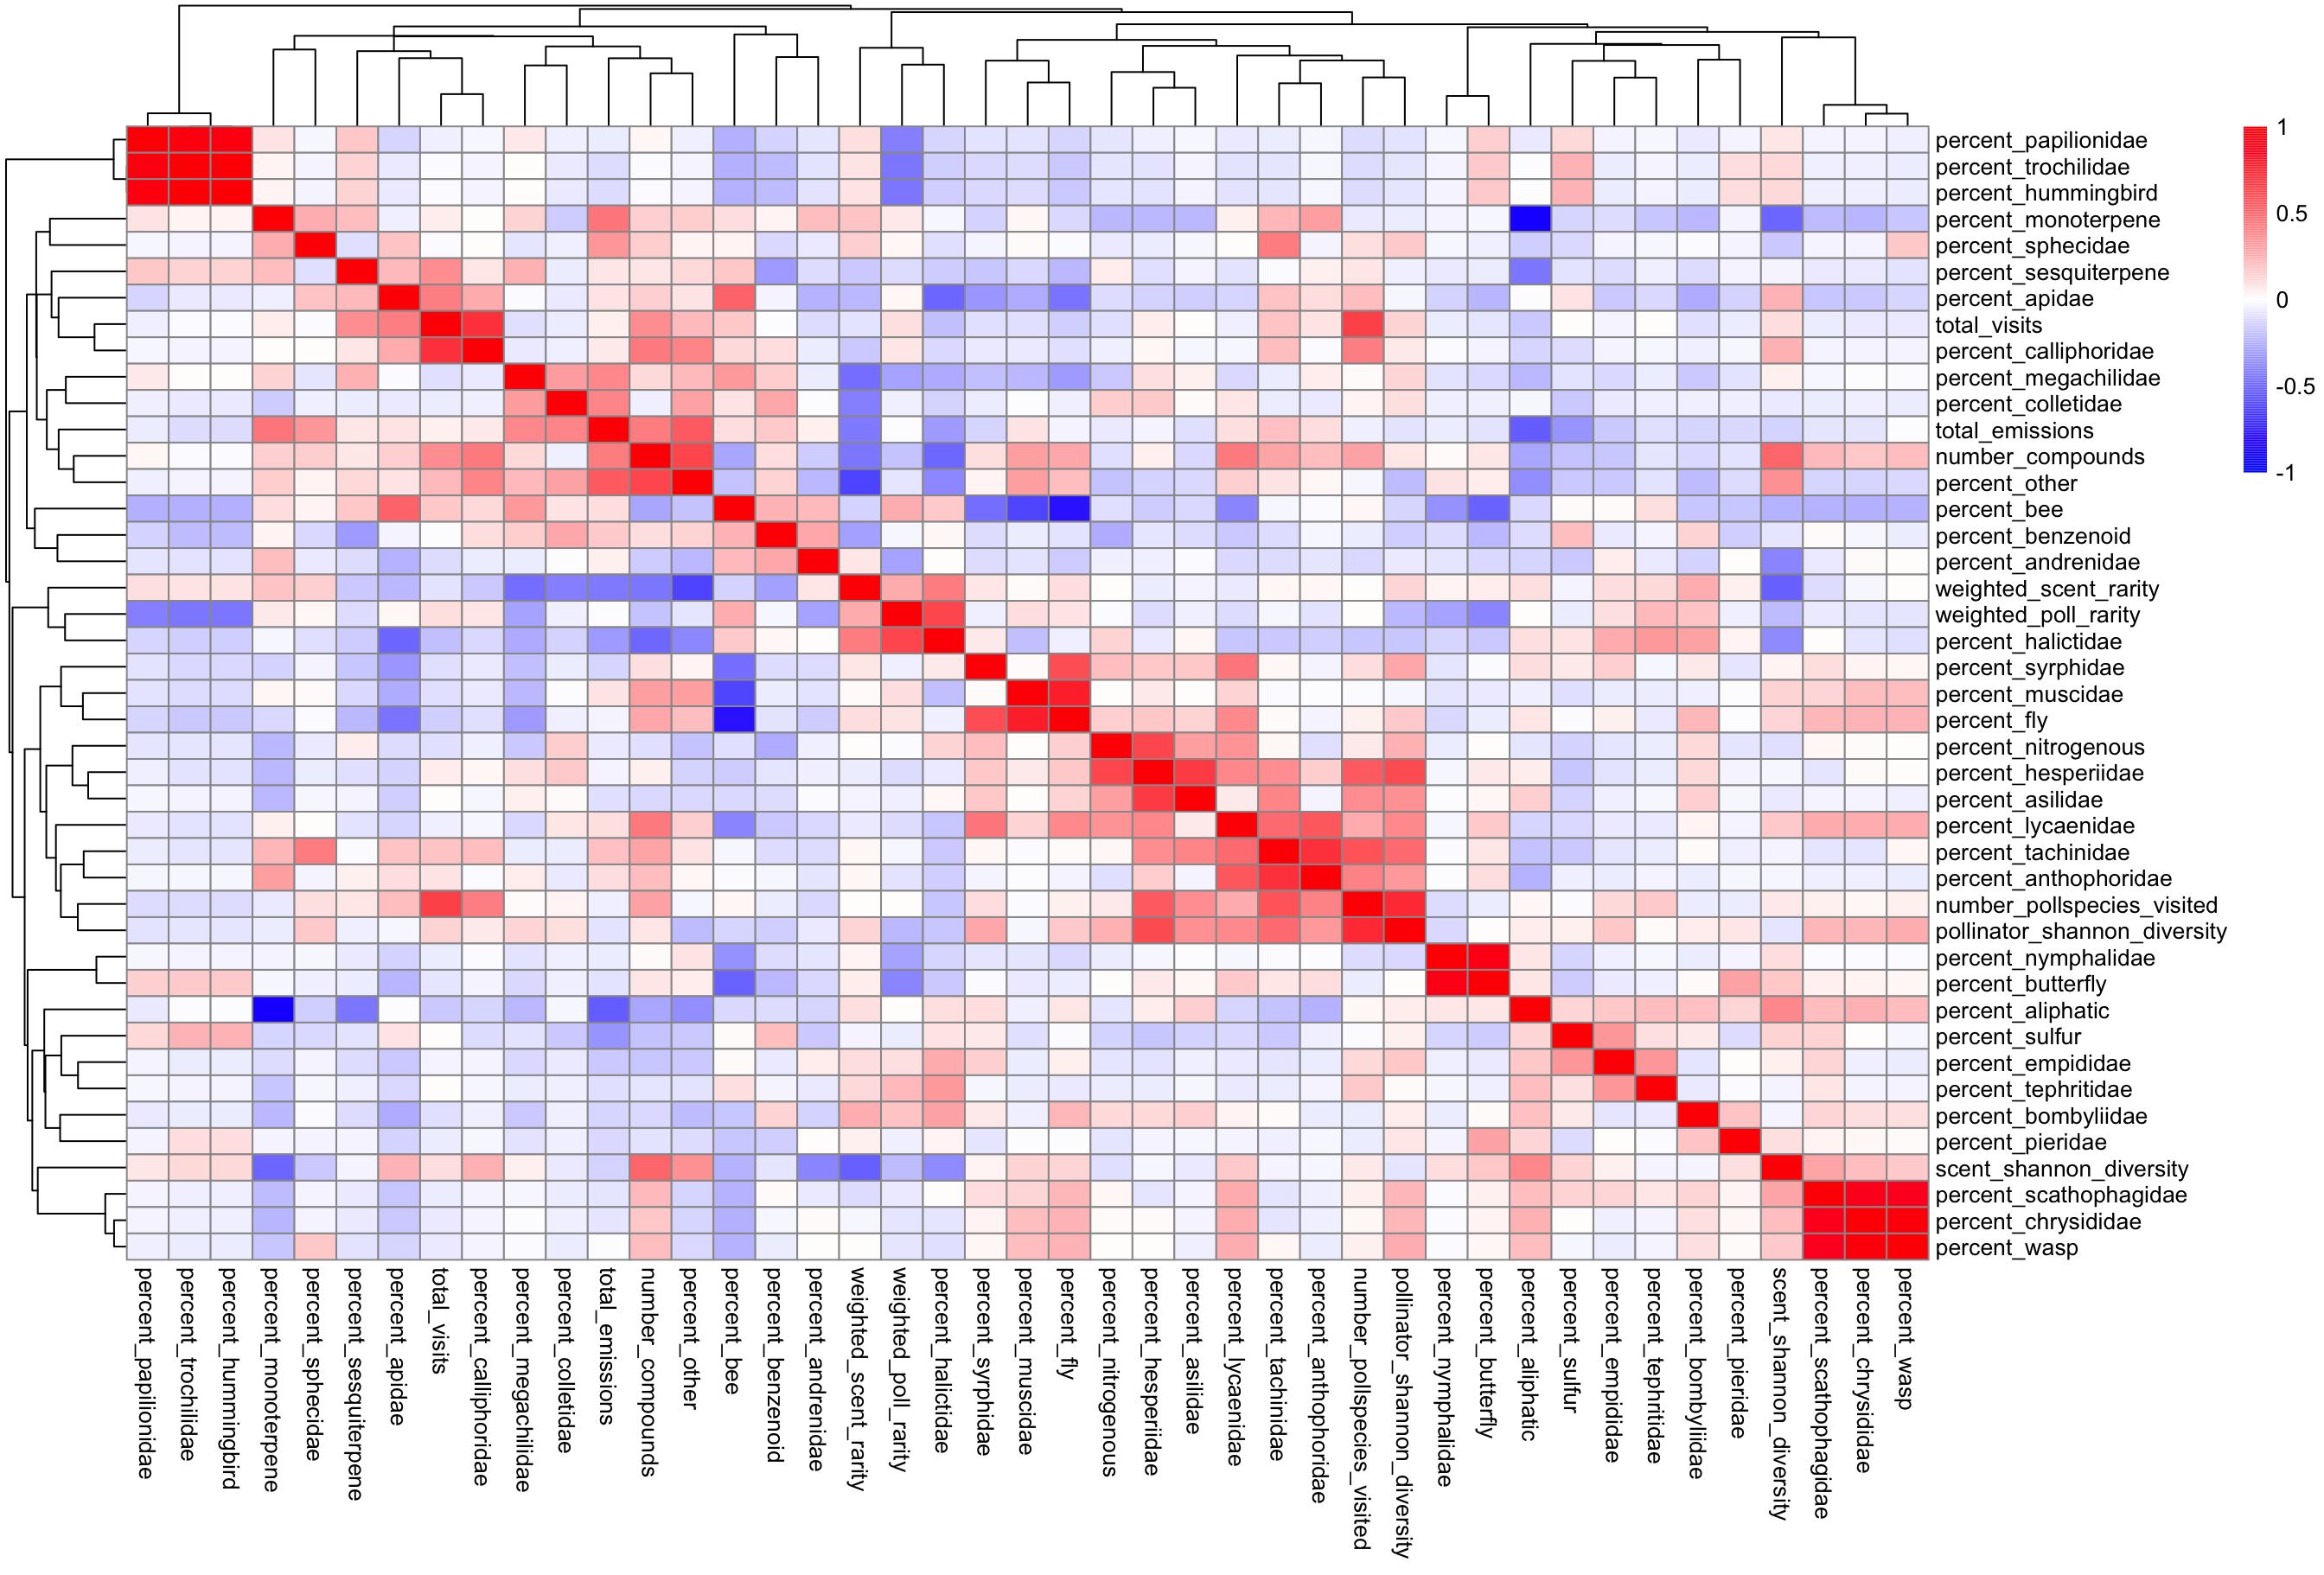 percent_papilionidae
percent_trochilidae
percent_hummingbird
percent_monoterpene
percent_sphecidae
percent_sesquiterpene
percent_apidae
total_visits
percent_calliphoridae
percent_megachilidae
percent_colletidae
total_emissions
number_compounds
percent_other
percent_bee
percent_benzenoid
percent_andrenidae
weighted_scent_rarity
weighted_poll_rarity
percent_halictidae
percent_syrphidae
percent_muscidae
percent_fly
percent_nitrogenous
percent_hesperiidae
percent_asilidae
percent_lycaenidae
percent_tachinidae
percent_anthophoridae
number_pollspecies_visited
pollinator_shannon_diversity
percent_nymphalidae
percent_butterfly
percent_aliphatic
percent_sulfur
percent_empididae
percent_tephritidae
percent_bombyliidae
percent_pieridae
scent_shannon_diversity
percent_scathophagidae
percent_chrysididae
percent_wasp
1
0.5
0
-0.5
-1
percent_papilionidae
percent_trochilidae
percent_hummingbird
percent_monoterpene
percent_sphecidae
percent_sesquiterpene
percent_apidae
total_visits
percent_calliphoridae
percent_megachilidae
percent_colletidae
total_emissions
number_compounds
percent_other
percent_bee
percent_benzenoid
percent_andrenidae
weighted_scent_rarity
weighted_poll_rarity
percent_halictidae
percent_syrphidae
percent_muscidae
percent_fly
percent_nitrogenous
percent_hesperiidae
percent_asilidae
percent_lycaenidae
percent_tachinidae
percent_anthophoridae
number_pollspecies_visited
pollinator_shannon_diversity
percent_nymphalidae
percent_butterfly
percent_aliphatic
percent_sulfur
percent_empididae
percent_tephritidae
percent_bombyliidae
percent_pieridae
scent_shannon_diversity
percent_scathophagidae
percent_chrysididae
percent_wasp